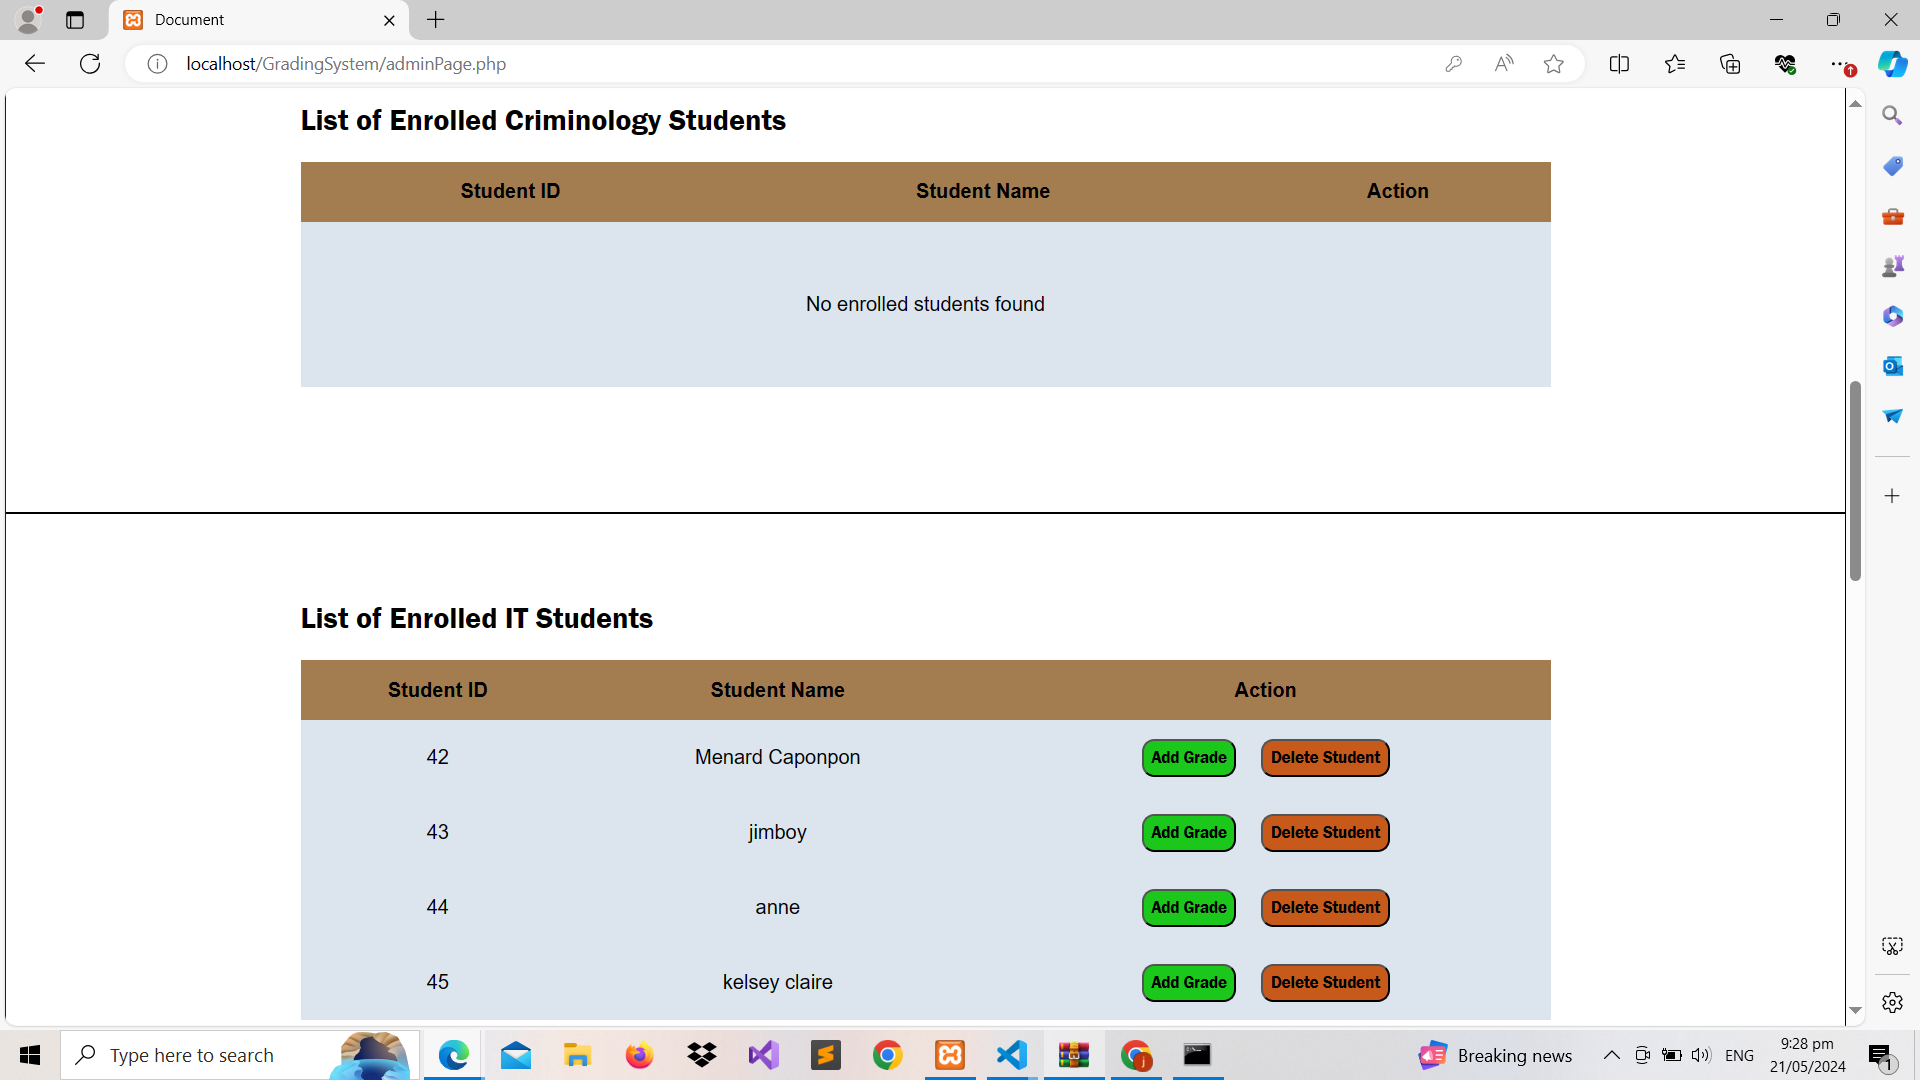 Document
localhost/GradingSystem/adminPage.php
List of Enrolled Criminology Students
Student ID Student Name Action
No enrolled students found
List of Enrolled IT Students
Student ID Student Name Action
42 Menard Caponpon Add Grade Delete Student
43 jimboy Add Grade Delete Student
44 anne Add Grade Delete Student
45 kelsey claire Add Grade Delete Student
Type here to search
Breaking news
ENG
9:28 pm
21/05/2024
1